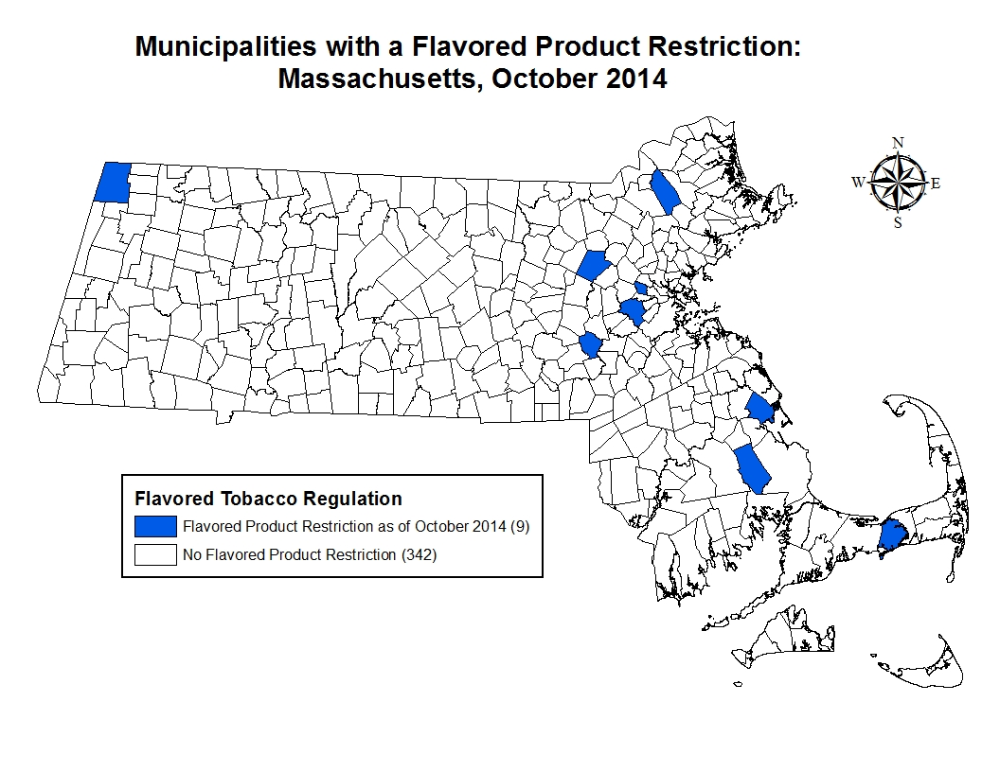 Municipalities with a Flavored Product Restriction:
Massachusetts, October 2014
N
W
E
S
Flavored Tobacco Regulation
Flavored Product Restriction as of October 2014 (9)
No Flavored Product Restriction (342)